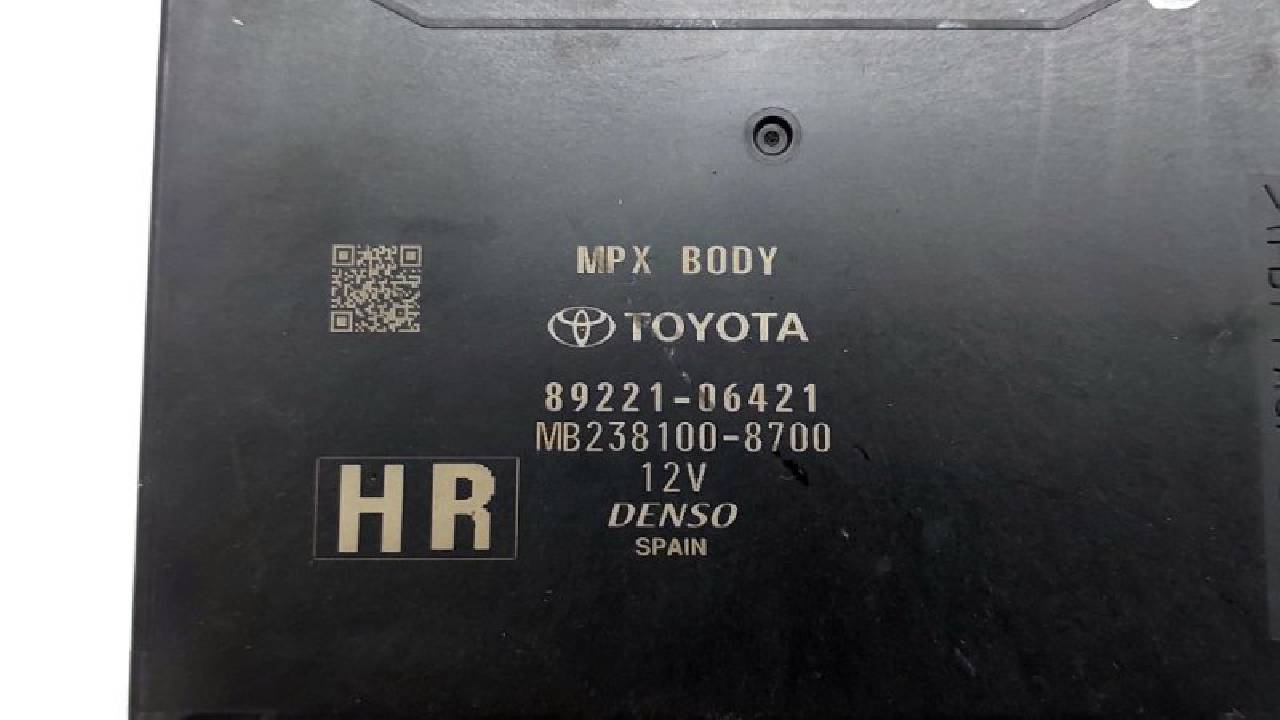 MPX BODY
TOYOTA
89221-06421
MB238100-8700
12V
DENSO
SPAIN
HR